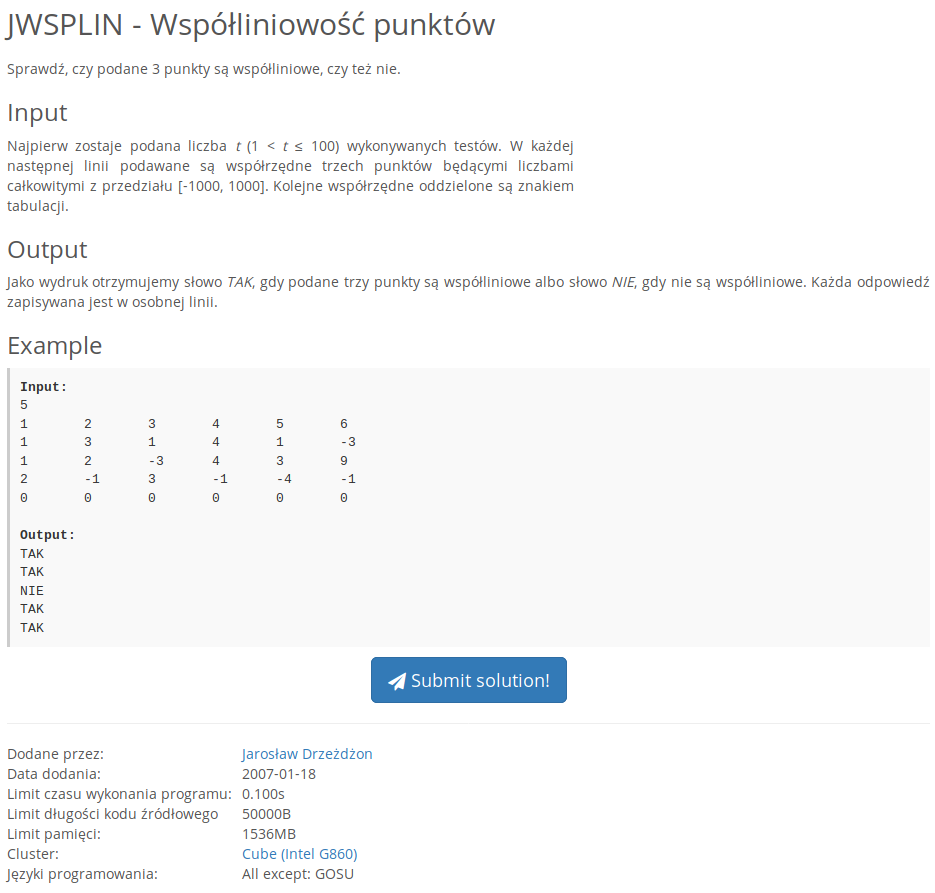 JWSPLIN - Współliniowość punktów
Sprawdź, czy podane 3 punkty są współliniowe, czy też nie.
Input
Najpierw zostaje podana liczba t (1 < t ≤ 100) wykonywanych testów. W każdej
następnej linii podawane są współrzędne trzech punktów będącymi liczbami
całkowitymi z przedziału [-1000, 1000]. Kolejne współrzędne oddzielone są znakiem
tabulacji.
Output
Jako wydruk otrzymujemy słowo TAK, gdy podane trzy punkty są współliniowe albo słowo NIE, gdy nie są współliniowe. Każda odpowiedź
zapisywana jest w osobnej linii.
Example
Input:
5
1 2 3 4 5 6
1 3 1 4 1 -3
1 2 -3 4 3 9
2 -1 3 -1 -4 -1
0 0 0 0 0 0
Output:
TAK
TAK
NIE
TAK
TAK
Submit solution!
Dodane przez: Jarosław Drzeżdżon
Data dodania: 2007-01-18
Limit czasu wykonania programu: 0.100s
Limit długości kodu źródłowego 50000B
Limit pamięci: 1536MB
Cluster: Cube (Intel G860)
Języki programowania: All except: GOSU